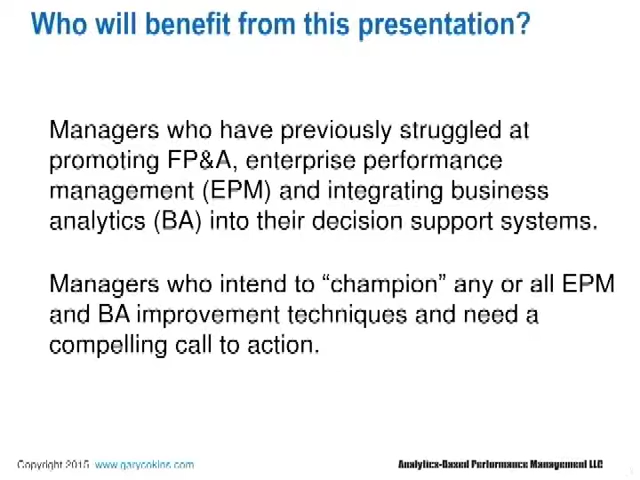 Who will benefit from this presentation?
Managers who have previously struggled at
promoting FP&A, enterprise performance
management (EPM) and integrating business
analytics (BA) into their decision support systems.
Managers who intend to “champion” any or all EPM
and BA improvement techniques and need a
compelling call to action.
Copyright 2015 www.garycokins.com
Analytics-Based Performance Management LLC